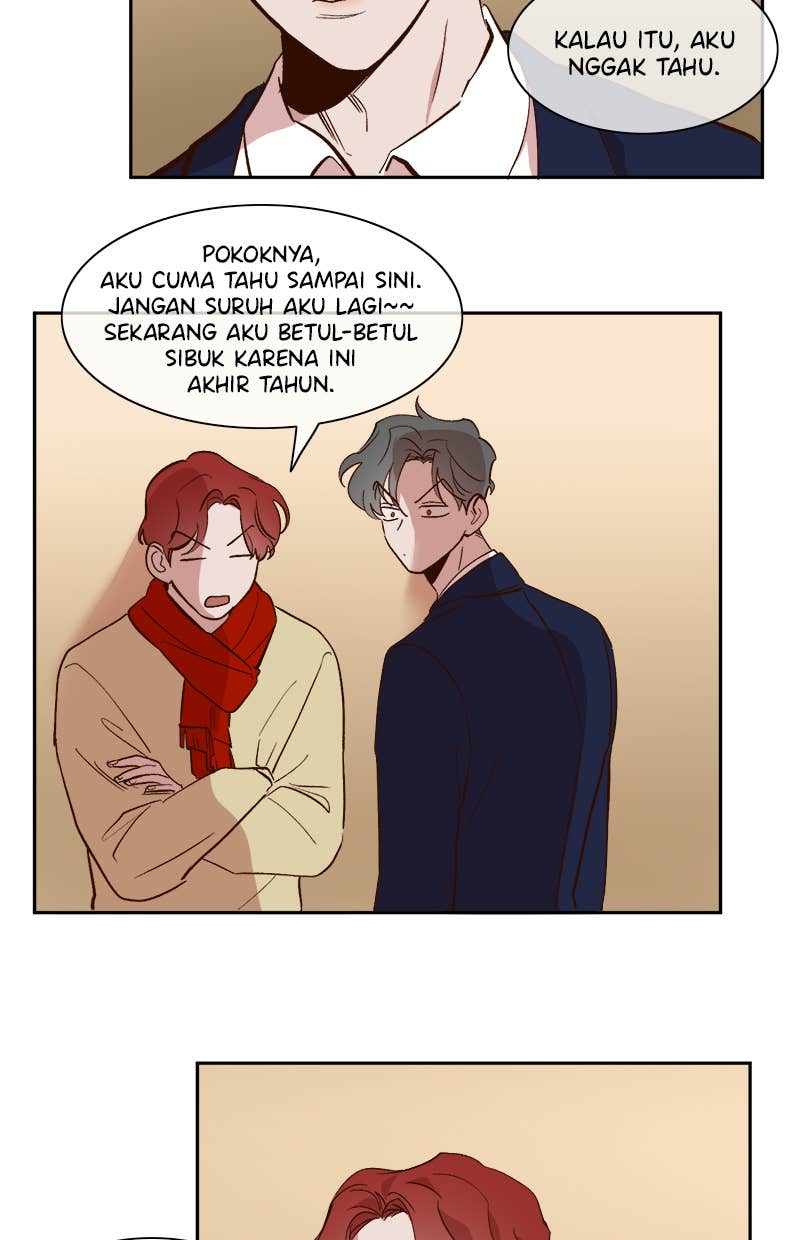 KALAU ITU, AKU
NGGAK TAHU.
POKOKNYA,
AKU CUMA TAHU SAMPAI SINI.
JANGAN SURUH AKU LAGI~~
SEKARANG AKU BETUL-BETUL
SIBUK KARENA INI
AKHIR TAHUN.